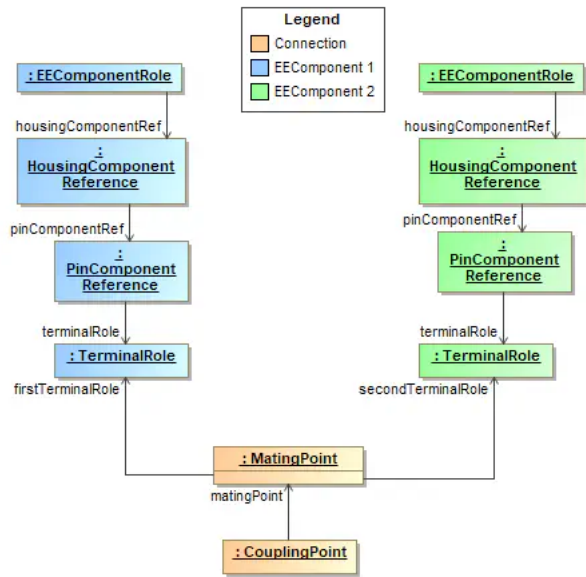 Legend
Connection
EEComponent 1
EEComponent 2
: EEComponentRole
housingComponentRef
:
HousingComponent
Reference
pinComponentRef
:
PinComponent
Reference
terminalRole
: TerminalRole
firstTerminalRole
: EEComponentRole
housingComponentRef
:
HousingComponent
Reference
pinComponentRef
:
PinComponent
Reference
terminalRole
: TerminalRole
secondTerminalRole
: MatingPoint
matingPoint
: CouplingPoint